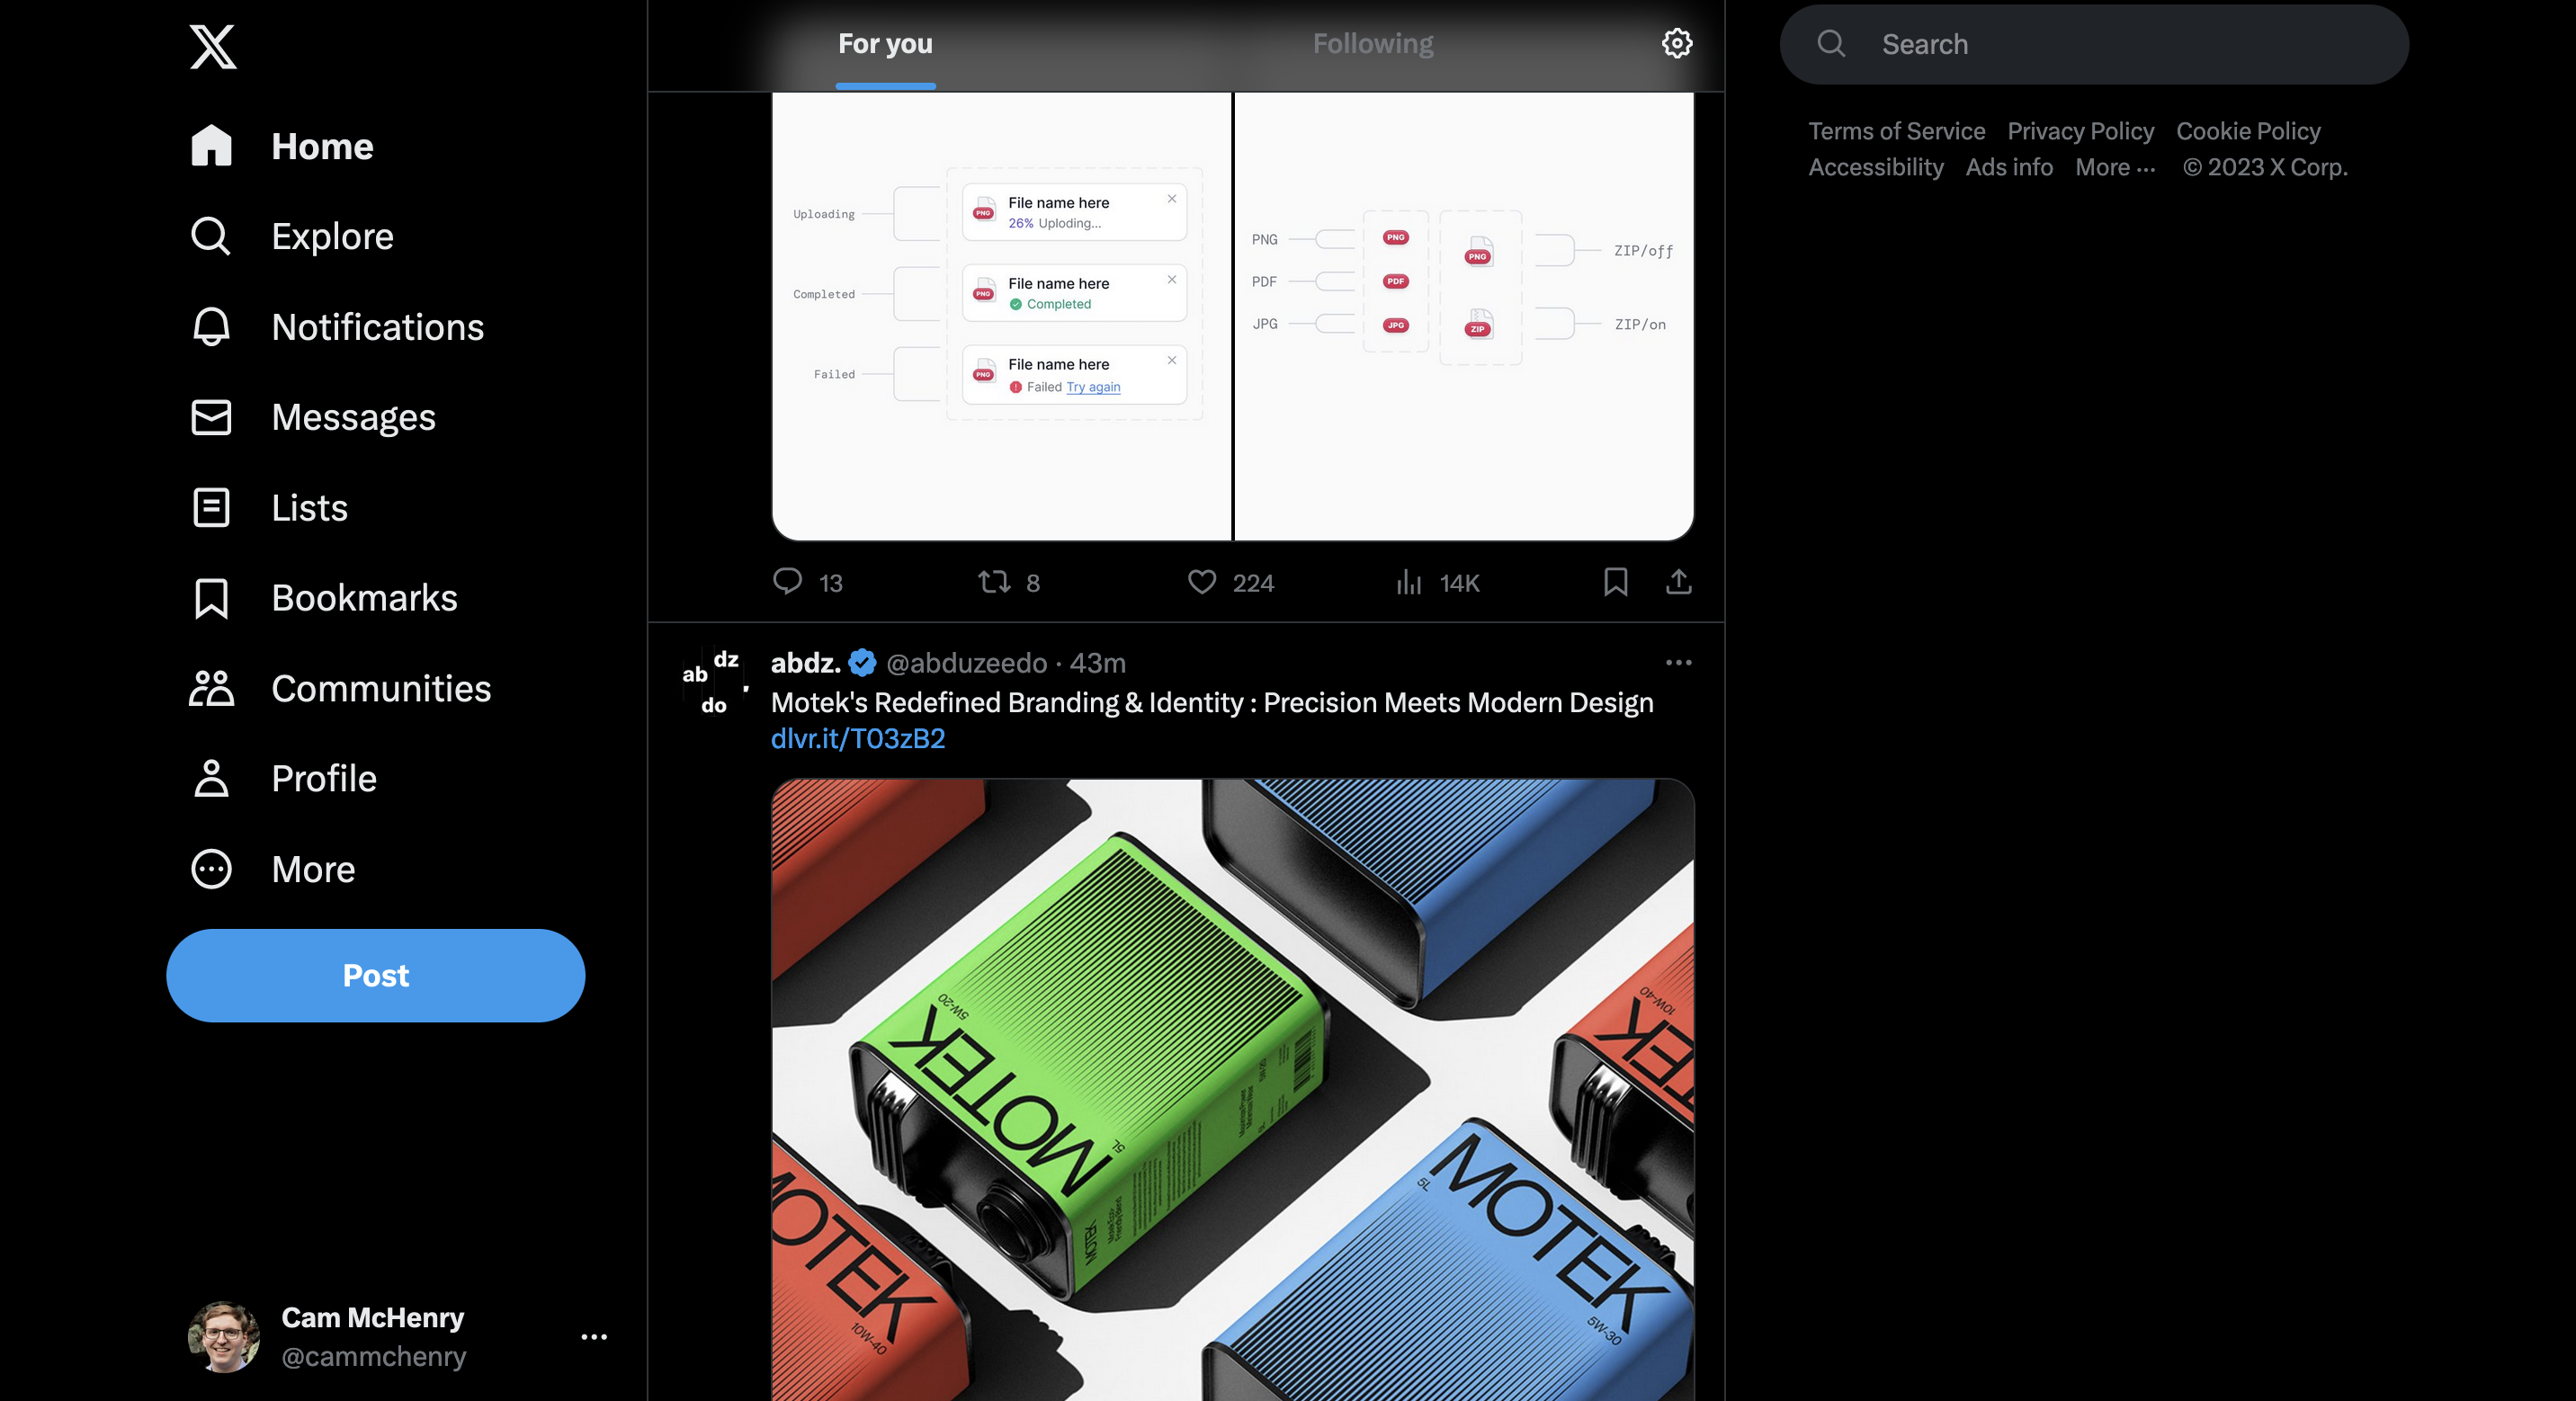 For you
Following
Search
Home
Explore
Notifications
Messages
Lists
Bookmarks
Communities
Profile
More
Post
Cam McHenry
@cammchenry
Uploading
PNG
File name here
26% Uploding...
Completed
PNG
File name here
Completed
Failed
PNG
File name here
Failed Try again
PNG
PDF
JPG
PNG
PDF
JPG
PNG
ZIP
ZIP/off
ZIP/on
13
8
224
14K
ab dz do
abdz. @abduzeedo · 43m
Motek's Redefined Branding & Identity : Precision Meets Modern Design
dlvr.it/T03zB2
5W-20
MOTEK
5L
MOTEK
10W-40
MOTEK
10W-40
5L
MOTEK
5W-30
Terms of Service Privacy Policy Cookie Policy
Accessibility Ads info More ··· © 2023 X Corp.